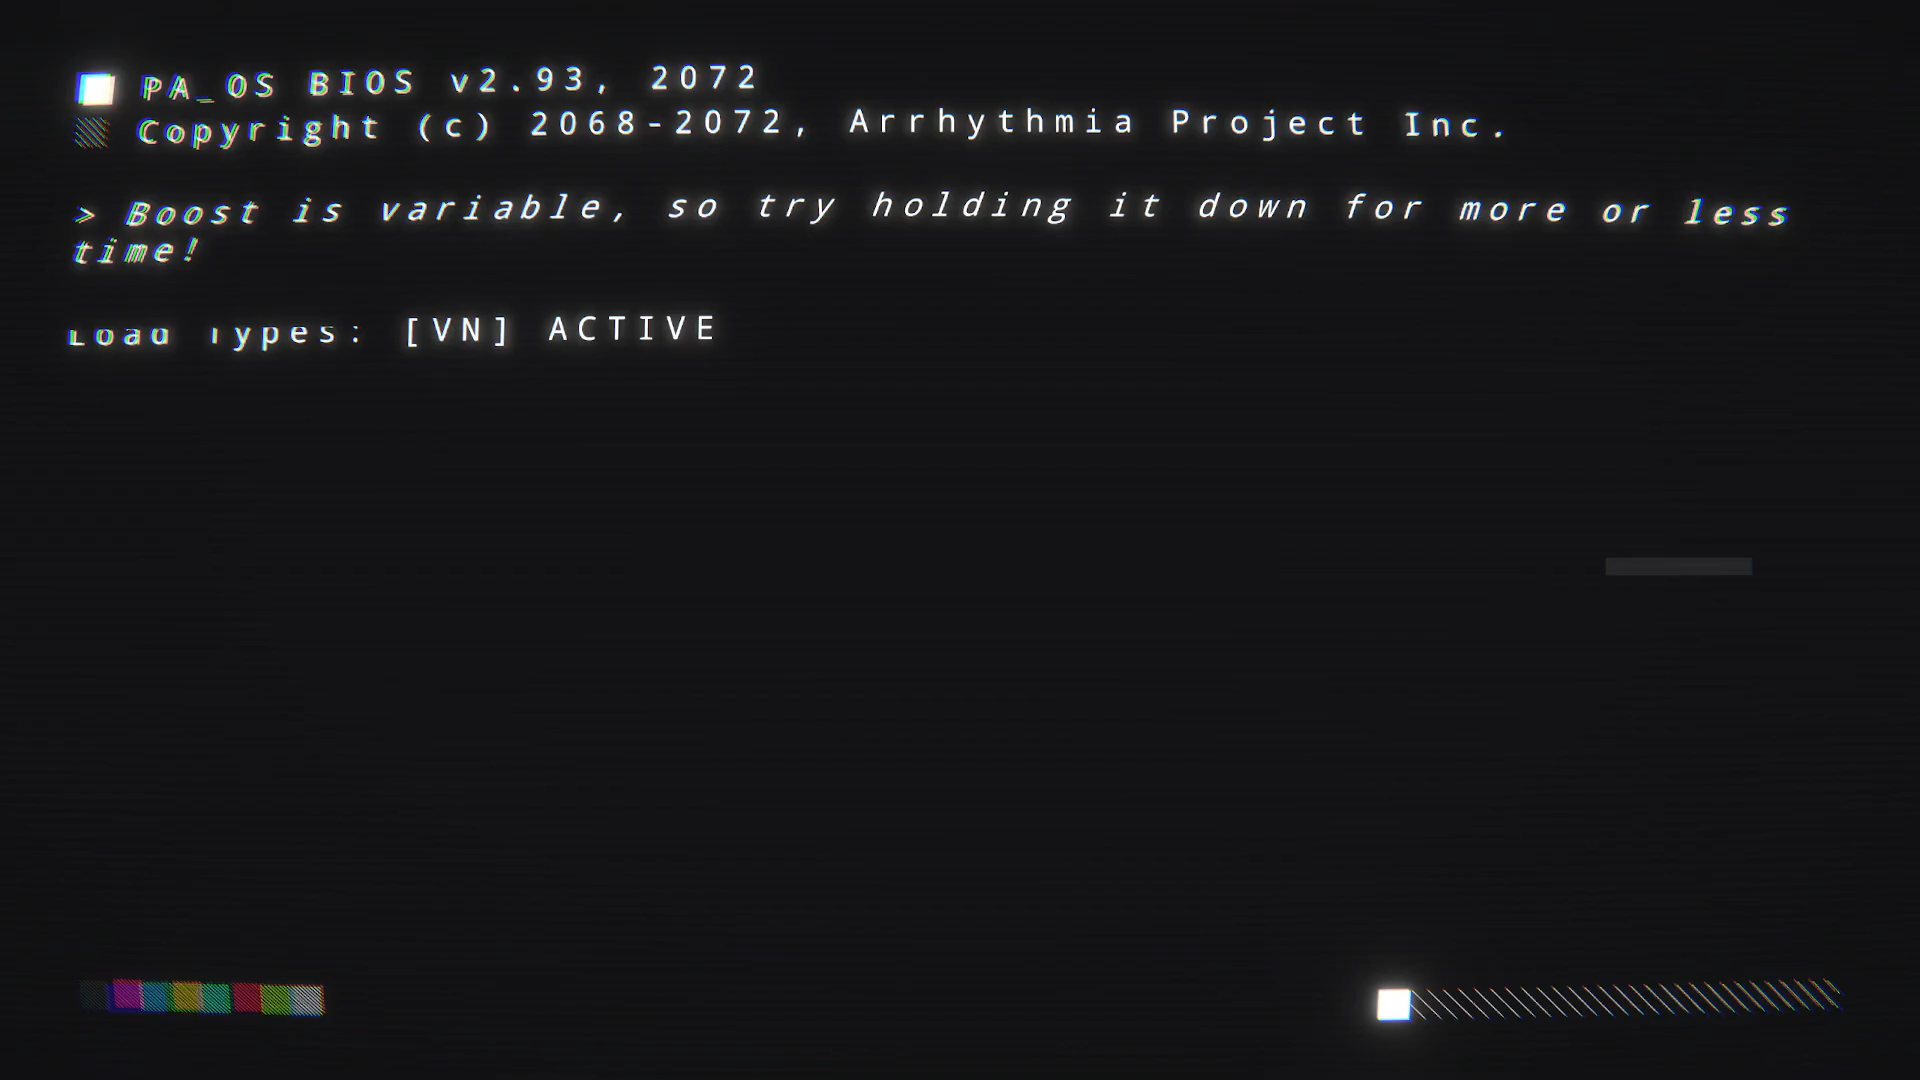 PA_OS BIOS v2.93, 2072
Copyright (c) 2068-2072, Arrhythmia Project Inc.
> Boost is variable, so try holding it down for more or less
time!
Load Types: [VN] ACTIVE